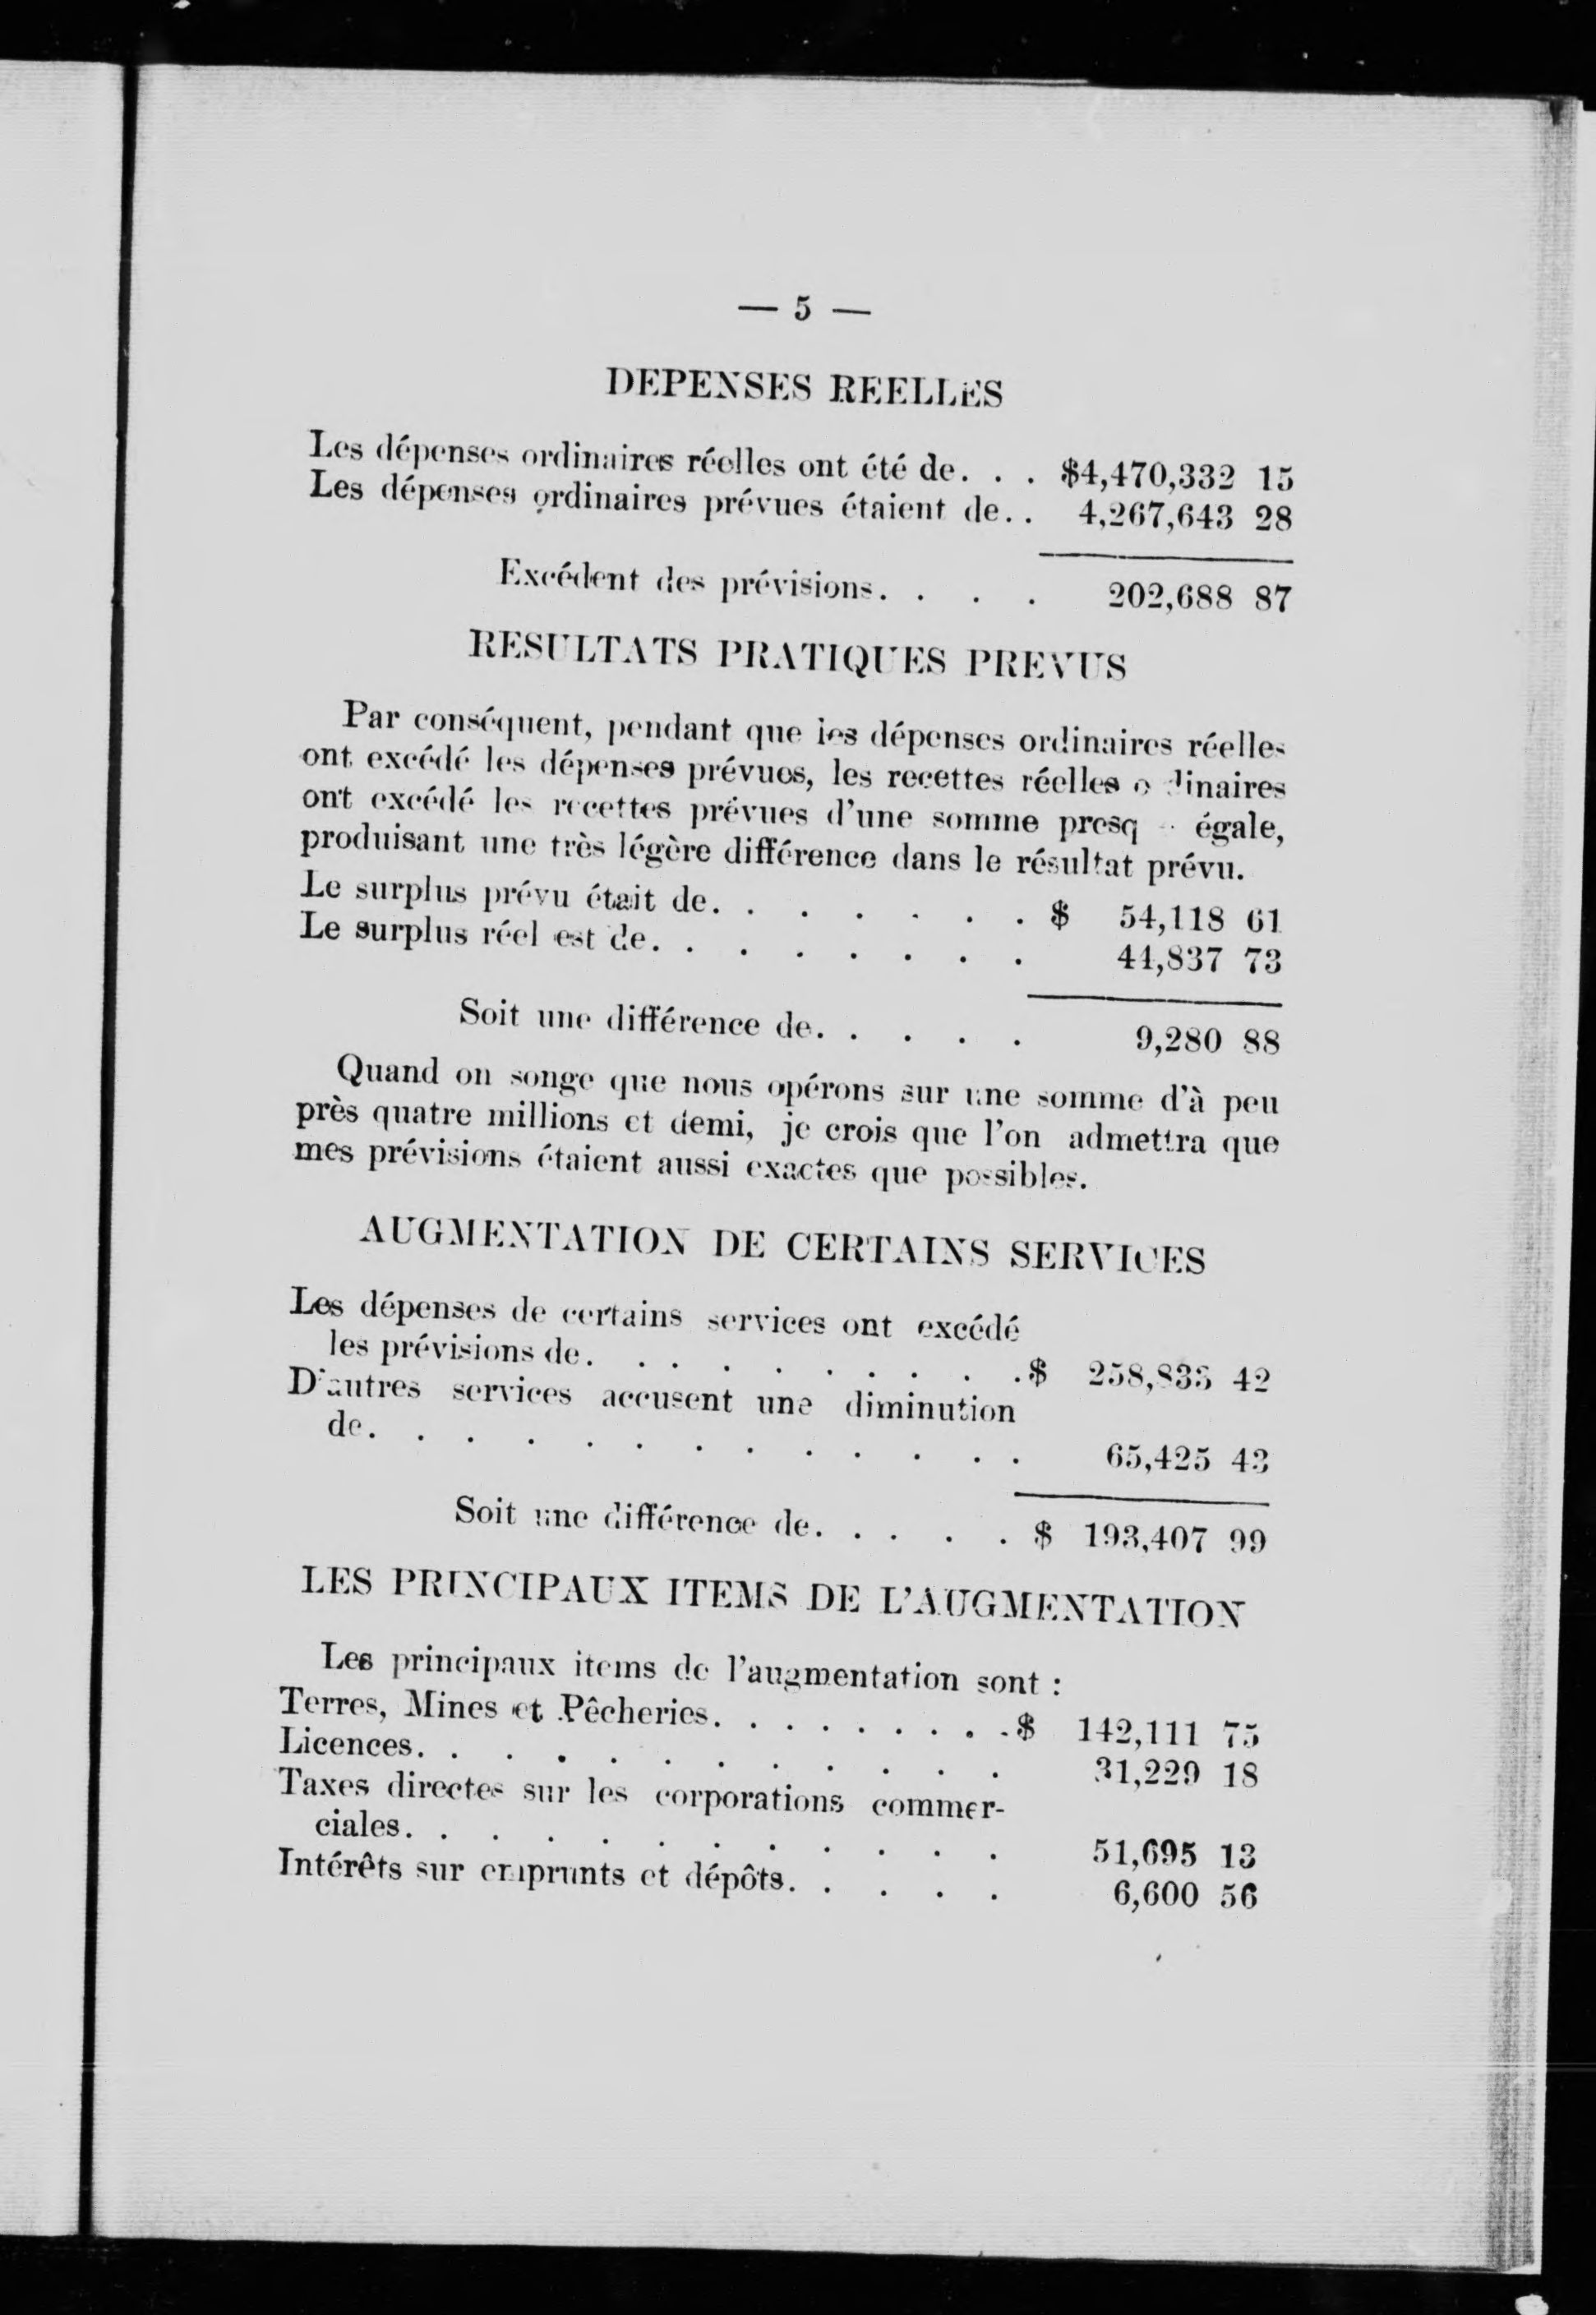 — 5 —
DEPENSES REELLES
Les dépenses ordinaires réelles ont été de. . . $4,470,332 15
Les dépenses ordinaires prévues étaient de. . 4,267,643 28
Excédent des prévisions. . . . 202,688 87
RESULTATS PRATIQUES PREVUS
Par conséquent, pendant que les dépenses ordinaires réelles
ont excédé les dépenses prévues, les recettes réelles o dinaires
ont excédé les recettes prévues d'une somme presq égale,
produisant une très légère différence dans le résultat prévu.
Le surplus prévu était de. . . . . . . $ 54,118 61
Le surplus réel est de. . . . . . . . 44,837 73
Soit une différence de. . . . . 9,280 88
Quand on songe que nous opérons sur une somme d'à peu
près quatre millions et demi, je crois que l'on admettra que
mes prévisions étaient aussi exactes que possibles.
AUGMENTATION DE CERTAINS SERVICES
Les dépenses de certains services ont excédé
les prévisions de. . . . . . . . . $ 258,833 42
D'autres services accusent une diminution
de. . . . . . . . . . . . . 65,425 43
Soit une différence de. . . . . $ 193,407 99
LES PRINCIPAUX ITEMS DE L'AUGMENTATION
Les principaux items de l'augmentation sont :
Terres, Mines et Pêcheries. . . . . . . . . $ 142,111 75
Licences. . . . . . . . . . . . 31,229 18
Taxes directes sur les corporations commer-
ciales. . . . . . . . . . . . 51,695 13
Intérêts sur emprunts et dépôts. . . . . 6,600 56